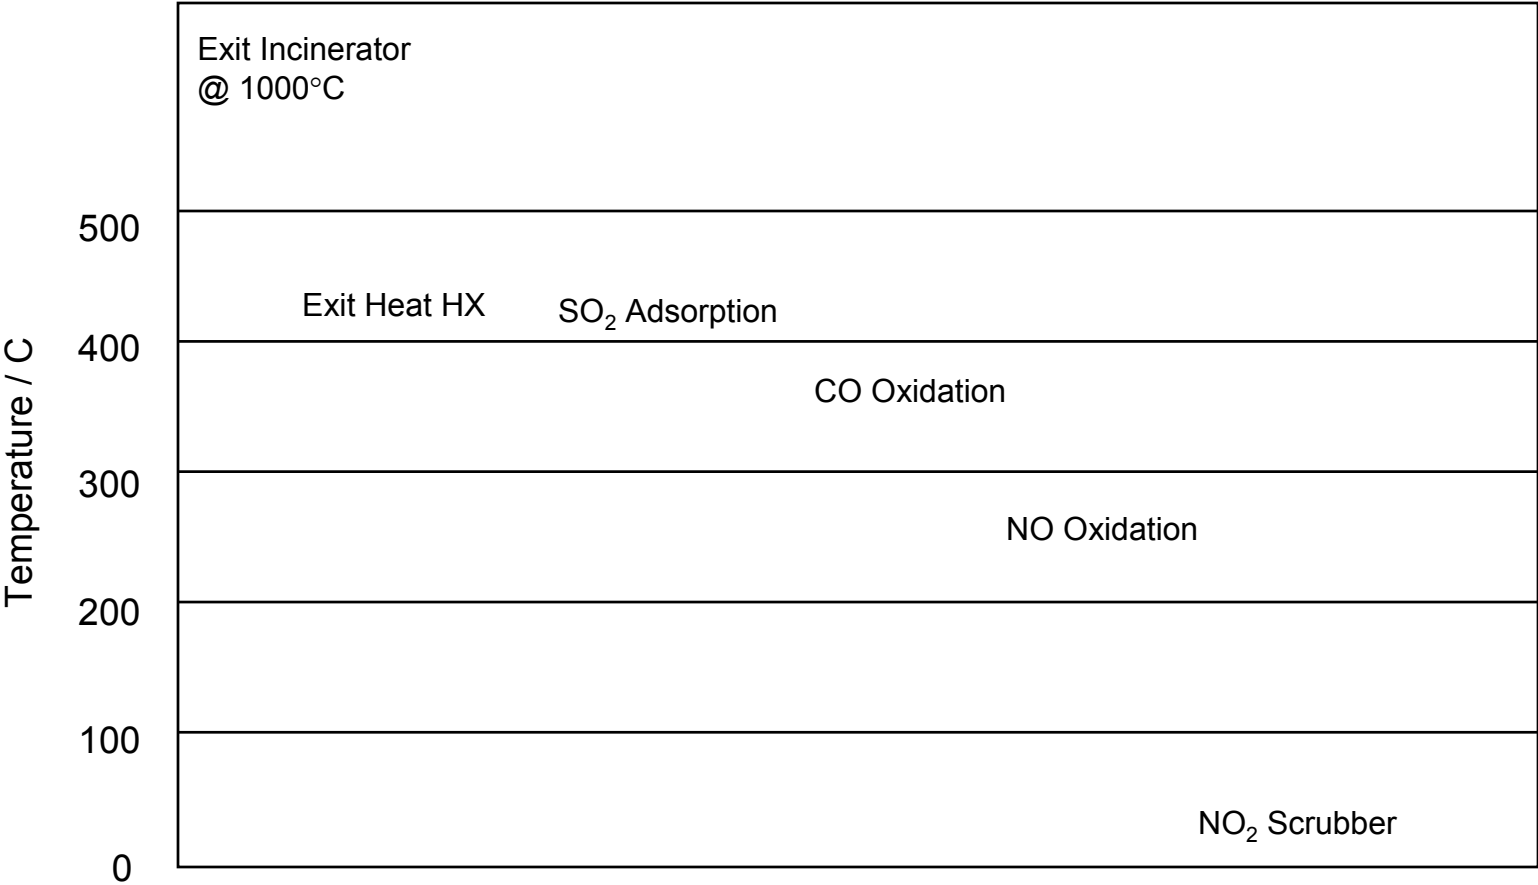 Exit Incinerator
@ 1000°C
500
Exit Heat HX
SO₂ Adsorption
400
CO Oxidation
300
NO Oxidation
200
100
NO₂ Scrubber
0
Temperature / C